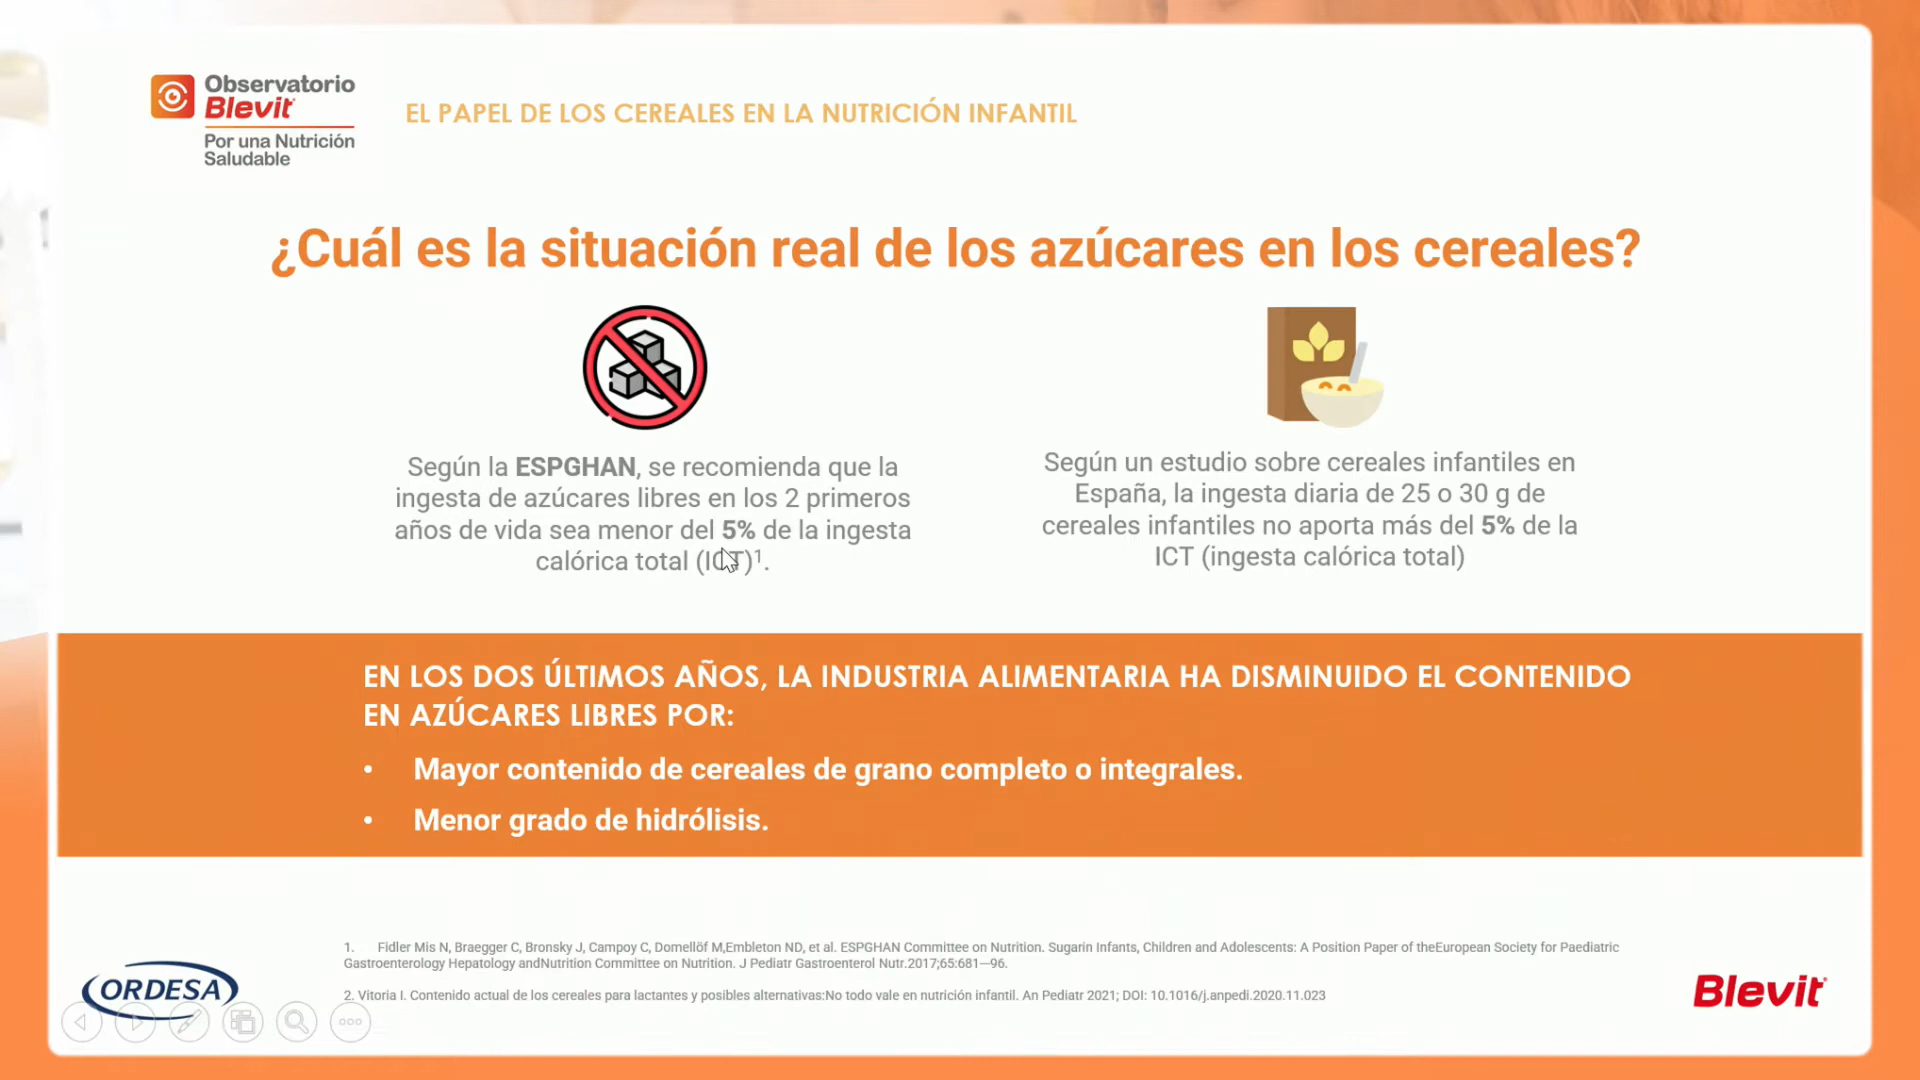 Observatorio
Blevit
Por una Nutrición
Saludable
EL PAPEL DE LOS CEREALES EN LA NUTRICIÓN INFANTIL
¿Cuál es la situación real de los azúcares en los cereales?
Según la ESPGHAN, se recomienda que la
ingesta de azúcares libres en los 2 primeros
años de vida sea menor del 5% de la ingesta
calórica total (ICT)¹.
Según un estudio sobre cereales infantiles en
España, la ingesta diaria de 25 o 30 g de
cereales infantiles no aporta más del 5% de la
ICT (ingesta calórica total)
EN LOS DOS ÚLTIMOS AÑOS, LA INDUSTRIA ALIMENTARIA HA DISMINUIDO EL CONTENIDO
EN AZÚCARES LIBRES POR:
• Mayor contenido de cereales de grano completo o integrales.
• Menor grado de hidrólisis.
1. Fidler Mis N, Braegger C, Bronsky J, Campoy C, Domellöf M,Embleton ND, et al. ESPGHAN Committee on Nutrition. Sugarin Infants, Children and Adolescents: A Position Paper of theEuropean Society for Paediatric
Gastroenterology Hepatology andNutrition Committee on Nutrition. J Pediatr Gastroenterol Nutr.2017;65:681—96.
2. Vitoria I. Contenido actual de los cereales para lactantes y posibles alternativas:No todo vale en nutrición infantil. An Pediatr 2021; DOI: 10.1016/j.anpedi.2020.11.023
ORDESA
Blevit